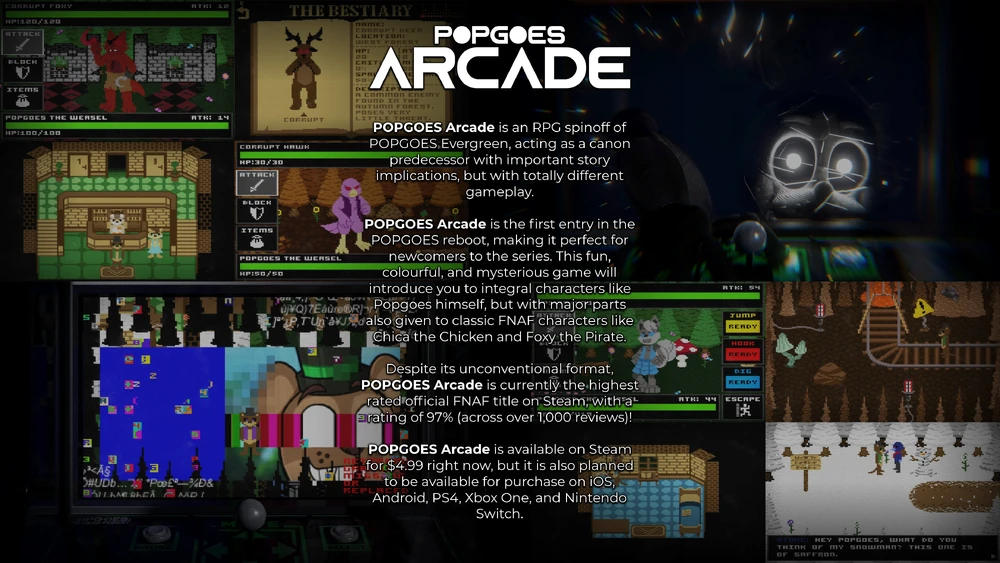 CORRUPT FOXY
ATK: 12
HP:120/120
ATTACK
BLOCK
ITEMS
POPGOES THE WEASEL
ATK: 14
HP:100/100
THE BESTIARY
CORRUPT
POPGOES
ARCADE
POPGOES Arcade is an RPG spinoff of
POPGOES Evergreen, acting as a canon
predecessor with important story
implications, but with totally different
gameplay.
POPGOES Arcade is the first entry in the
POPGOES reboot, making it perfect for
newcomers to the series. This fun,
colourful, and mysterious game will
introduce you to integral characters like
Popgoes himself, but with major parts
also given to classic FNAF characters like
Chica the Chicken and Foxy the Pirate.
Despite its unconventional format,
POPGOES Arcade is currently the highest
rated official FNAF title on Steam, with a
rating of 97% (across over 1,000 reviews)!
POPGOES Arcade is available on Steam
for $4.99 right now, but it is also planned
to be available for purchase on iOS,
Android, PS4, Xbox One, and Nintendo
Switch.
CORRUPT HAWK
HP:30/30
ATTACK
BLOCK
ITEMS
POPGOES THE WEASEL
HP:50/50
ATK: 54
JUMP
READY
HOOK
READY
DIG
READY
ATK: 44
ESCAPE
HEY POPGOES, WHAT DO YOU
THINK OF MY SNOWMAN? THIS ONE IS
OF SAFFRON.